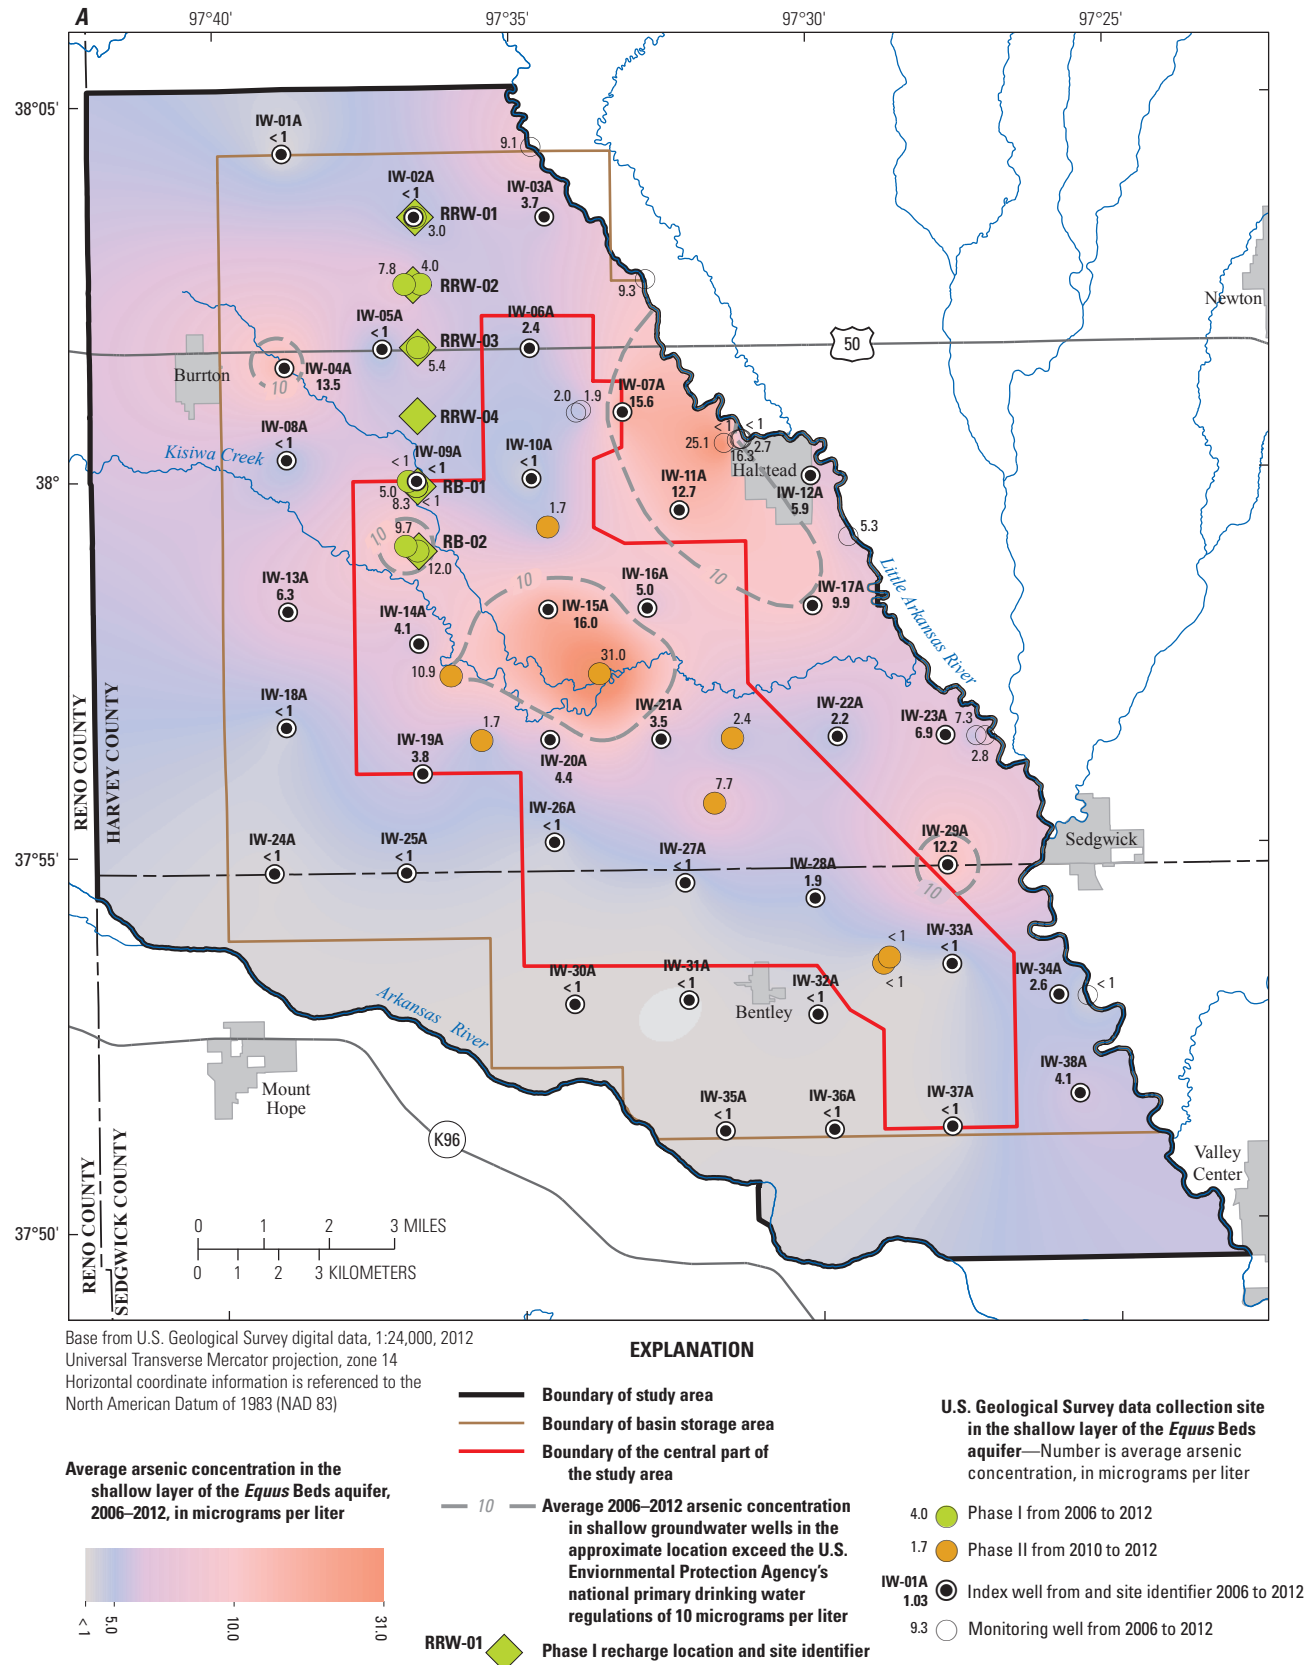 A
97°40'
97°35'
97°30'
97°25'
38°05'
38°
37°55'
37°50'
IW-01A
< 1
9.1
IW-02A
< 1
RRW-01
3.0
IW-03A
3.7
7.8
4.0
RRW-02
9.3
Newton
IW-05A
< 1
RRW-03
5.4
IW-06A
2.4
50
Burrton
IW-04A
13.5
10
RRW-04
2.0
1.9
IW-07A
15.6
< 1
< 1
25.1
16.3
2.7
Halstead
IW-08A
< 1
Kisiwa Creek
IW-09A
< 1
< 1
RB-01
5.0
8.3
< 1
IW-10A
< 1
IW-11A
12.7
IW-12A
5.9
1.7
5.3
10
9.7
RB-02
12.0
Little Arkansas River
IW-13A
6.3
10
IW-15A
16.0
IW-16A
5.0
10
IW-17A
9.9
IW-14A
4.1
10.9
31.0
IW-18A
< 1
1.7
IW-19A
3.8
IW-20A
4.4
IW-21A
3.5
2.4
IW-22A
2.2
IW-23A
6.9
7.3
2.8
7.7
RENO COUNTY
HARVEY COUNTY
IW-24A
< 1
IW-25A
< 1
IW-26A
< 1
IW-27A
< 1
IW-28A
1.9
IW-29A
12.2
10
Sedgwick
< 1
< 1
IW-33A
< 1
IW-34A
2.6
< 1
IW-30A
< 1
IW-31A
< 1
Bentley
IW-32A
< 1
Arkansas River
Mount
Hope
K96
IW-35A
< 1
IW-36A
< 1
IW-37A
< 1
IW-38A
4.1
Valley
Center
RENO COUNTY
SEDGWICK COUNTY
0 1 2 3 MILES
0 1 2 3 KILOMETERS
Base from U.S. Geological Survey digital data, 1:24,000, 2012
Universal Transverse Mercator projection, zone 14
Horizontal coordinate information is referenced to the
North American Datum of 1983 (NAD 83)
Average arsenic concentration in the
shallow layer of the Equus Beds aquifer,
2006–2012, in micrograms per liter
< 1
5.0
10.0
31.0
EXPLANATION
Boundary of study area
Boundary of basin storage area
Boundary of the central part of
the study area
10
Average 2006–2012 arsenic concentration
in shallow groundwater wells in the
approximate location exceed the U.S.
Enviornmental Protection Agency's
national primary drinking water
regulations of 10 micrograms per liter
RRW-01
Phase I recharge location and site identifier
U.S. Geological Survey data collection site
in the shallow layer of the Equus Beds
aquifer—Number is average arsenic
concentration, in micrograms per liter
4.0
Phase I from 2006 to 2012
1.7
Phase II from 2010 to 2012
IW-01A
1.03
Index well from and site identifier 2006 to 2012
9.3
Monitoring well from 2006 to 2012